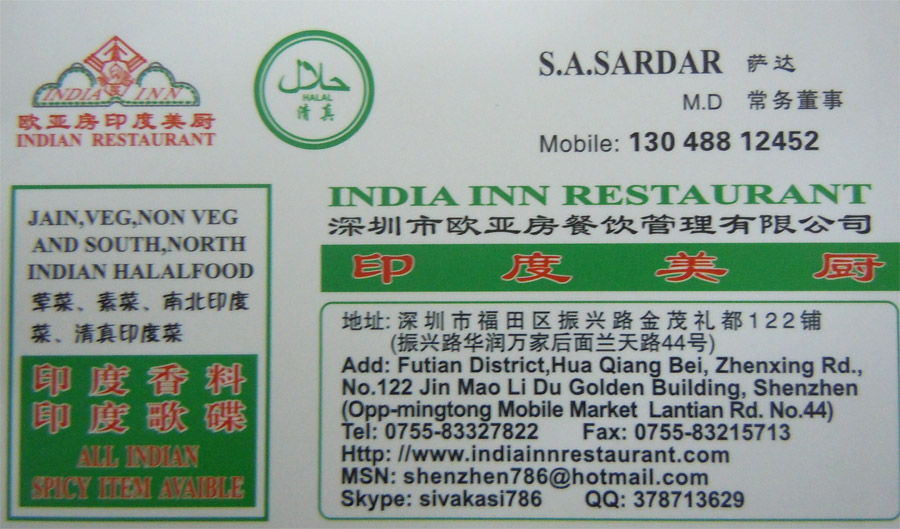 INDIA INN
欧亚房印度美厨
INDIAN RESTAURANT
حلال
HALAL
清真
S.A.SARDAR 萨达
M.D 常务董事
Mobile: 130 488 12452
JAIN,VEG,NON VEG
AND SOUTH,NORTH
INDIAN HALALFOOD
荤菜、素菜、南北印度
菜、清真印度菜
印度香料
印度歌碟
ALL INDIAN
SPICY ITEM AVAIBLE
INDIA INN RESTAURANT
深圳市欧亚房餐饮管理有限公司
印度美厨
地址: 深圳市福田区振兴路金茂礼都122铺
(振兴路华润万家后面兰天路44号)
Add: Futian District,Hua Qiang Bei, Zhenxing Rd.,
No.122 Jin Mao Li Du Golden Building, Shenzhen
(Opp-mingtong Mobile Market Lantian Rd. No.44)
Tel: 0755-83327822 Fax: 0755-83215713
Http: //www.indiainnrestaurant.com
MSN: shenzhen786@hotmail.com
Skype: sivakasi786 QQ: 378713629